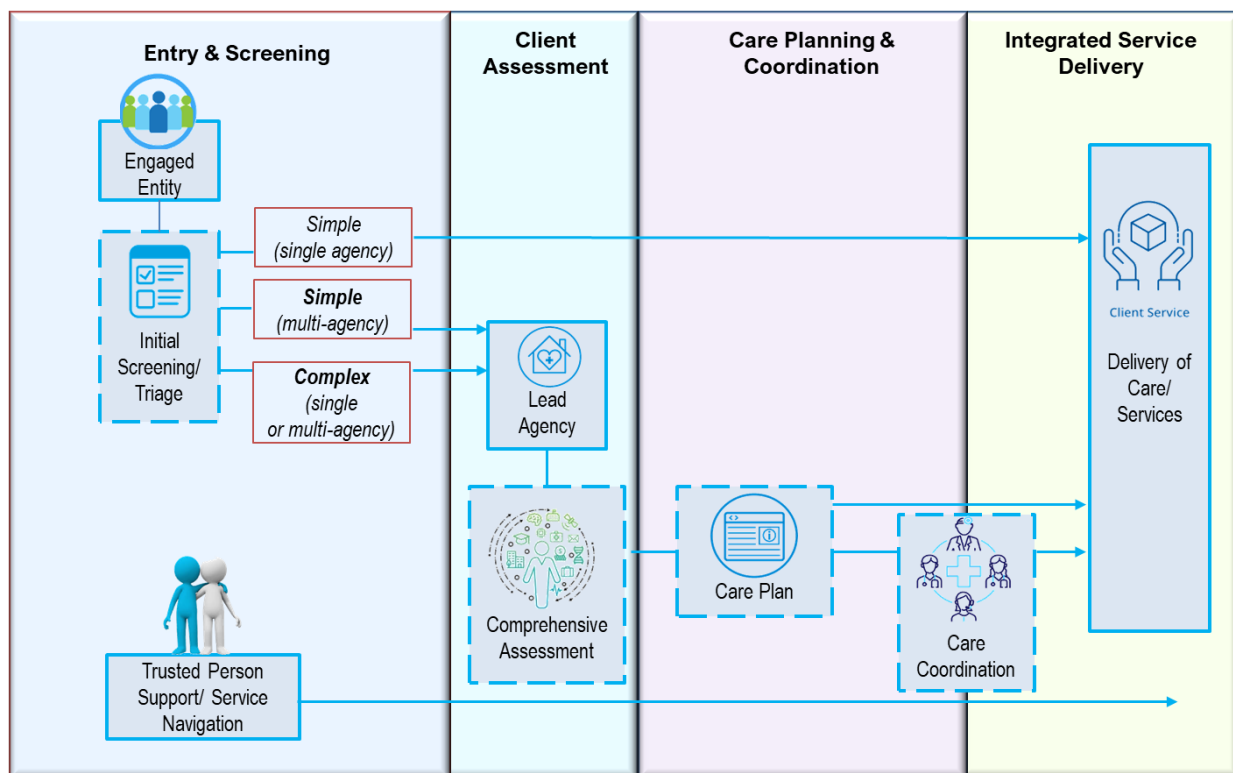 Entry & Screening
Client
Assessment
Care Planning &
Coordination
Integrated Service
Delivery
Engaged
Entity
Initial
Screening/
Triage
Simple
(single agency)
Simple
(multi-agency)
Complex
(single
or multi-agency)
Lead
Agency
Comprehensive
Assessment
Care Plan
Care
Coordination
Client Service
Delivery of
Care/
Services
Trusted Person
Support/ Service
Navigation